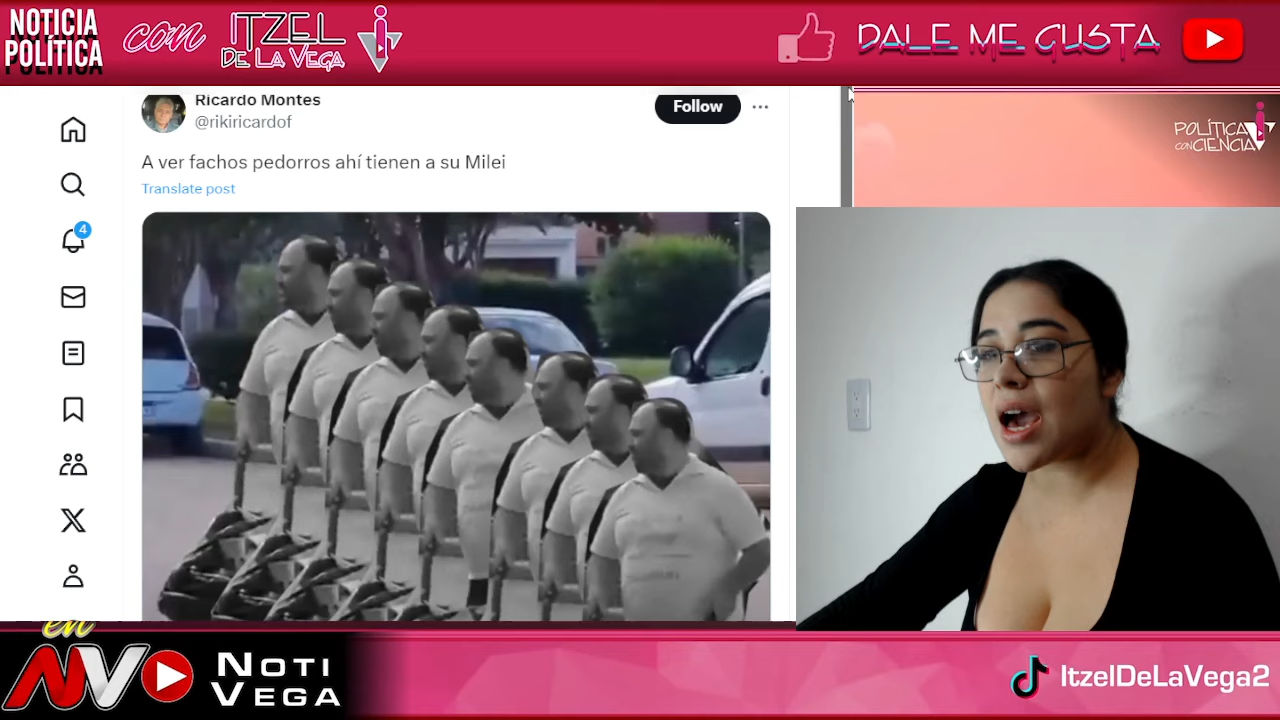 NOTICIA
POLÍTICA
con
ITZEL
DE LA VEGA
DALE ME GUSTA
Ricardo Montes
@rikiricardof
Follow
A ver fachos pedorros ahí tienen a su Milei
Translate post
4
POLÍTICA
CON CIENCIA
en
NV
NOTI
VEGA
ItzelDeLaVega2